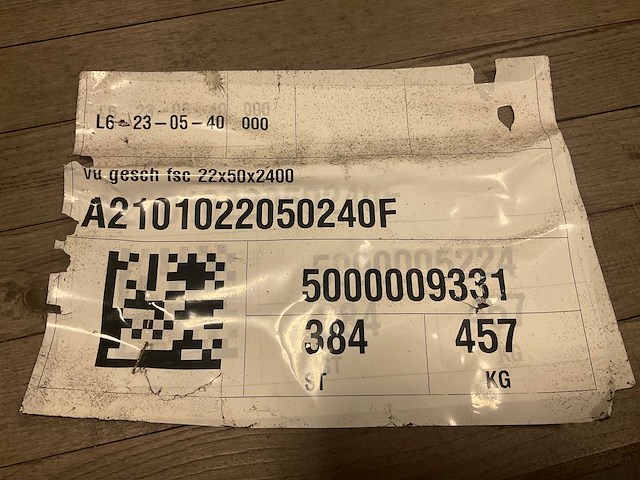 L6-23-05-40 000
vu gesch fsc 22x50x2400
A2101022050240F
5000009331
384 457
ST KG